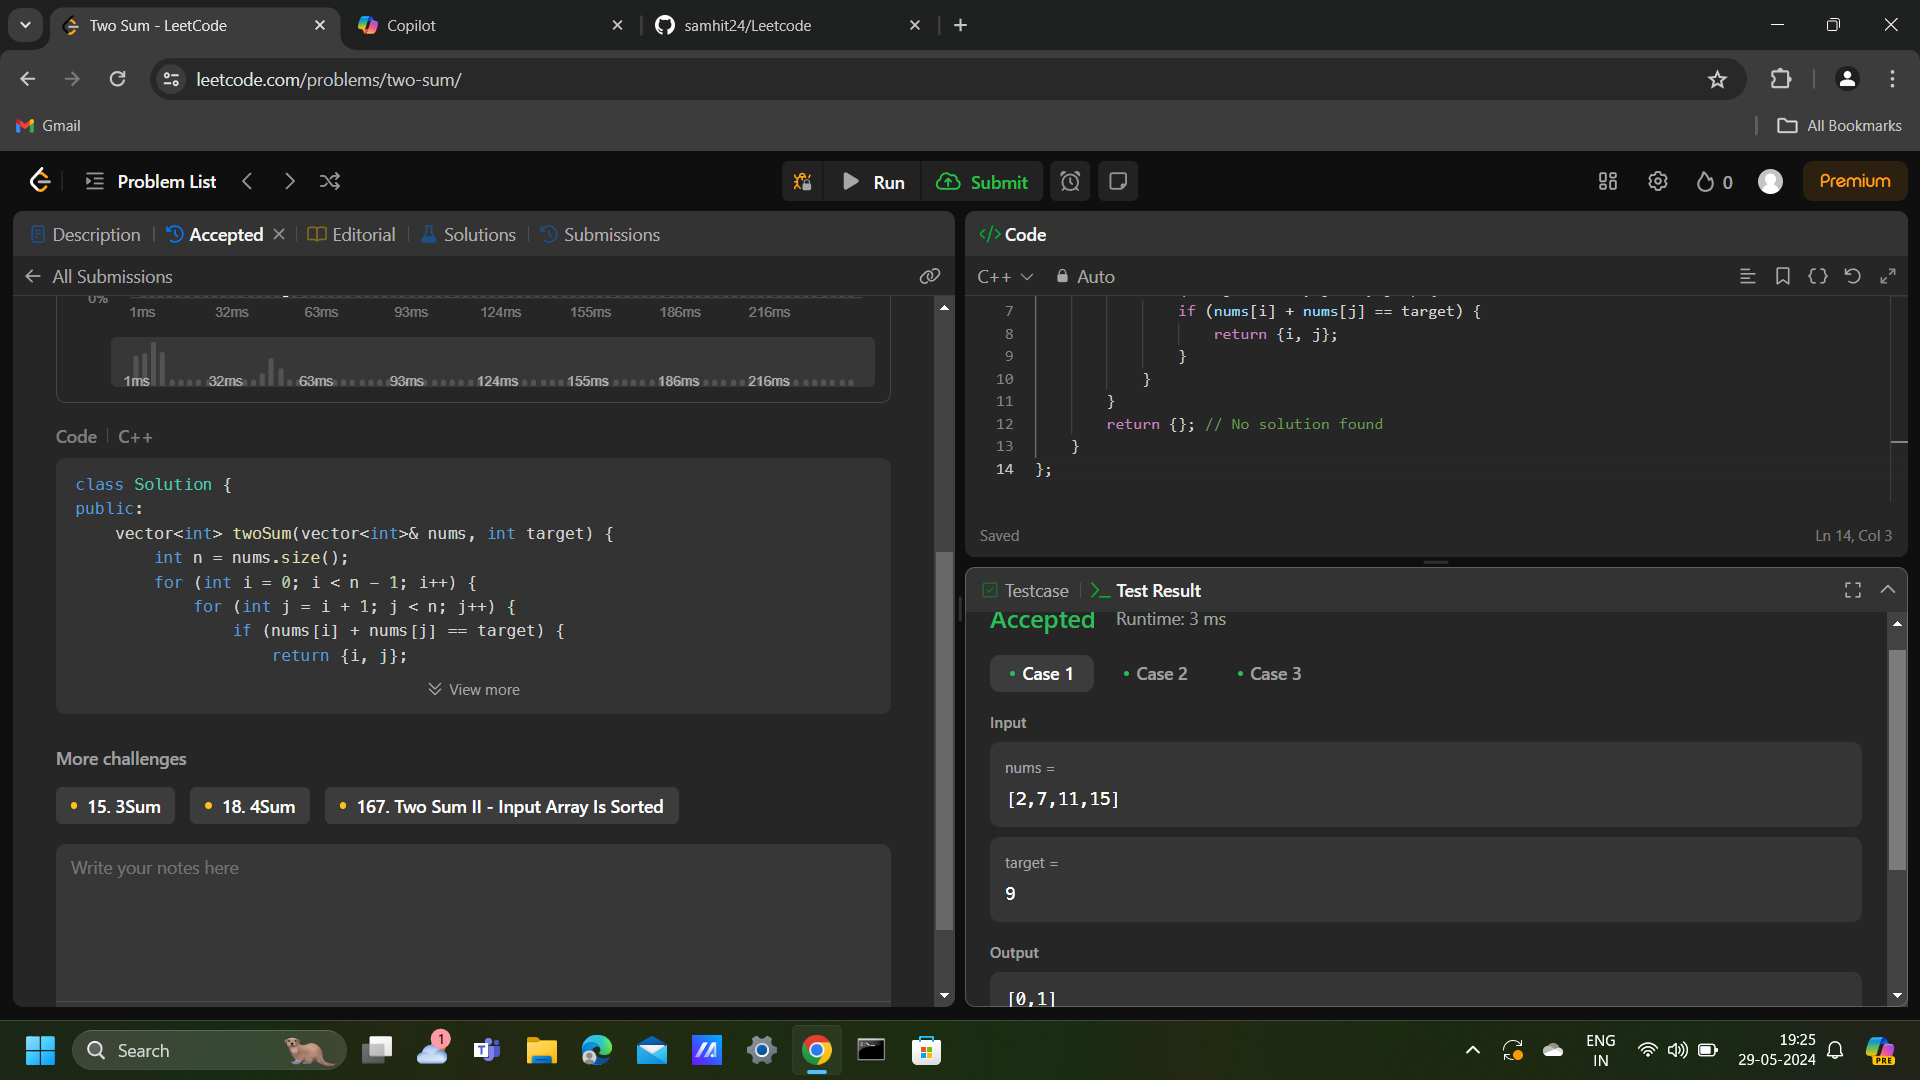 Two Sum - LeetCode
Copilot
samhit24/Leetcode
leetcode.com/problems/two-sum/
Gmail
All Bookmarks
Problem List
Run
Submit
0
Premium
Description
Accepted
Editorial
Solutions
Submissions
All Submissions
0%
1ms 32ms 63ms 93ms 124ms 155ms 186ms 216ms
1ms 32ms 63ms 93ms 124ms 155ms 186ms 216ms
Code C++
class Solution {
public:
vector<int> twoSum(vector<int>& nums, int target) {
int n = nums.size();
for (int i = 0; i < n - 1; i++) {
for (int j = i + 1; j < n; j++) {
if (nums[i] + nums[j] == target) {
return {i, j};
View more
More challenges
15. 3Sum
18. 4Sum
167. Two Sum II - Input Array Is Sorted
Write your notes here
</> Code
C++ Auto
7 if (nums[i] + nums[j] == target) {
8 return {i, j};
9 }
10 }
11 }
12 return {}; // No solution found
13 }
14 };
Saved
Ln 14, Col 3
Testcase
Test Result
Accepted Runtime: 3 ms
Case 1
Case 2
Case 3
Input
nums =
[2,7,11,15]
target =
9
Output
[0,1]
Search
1
ENG
IN
19:25
29-05-2024
PRE